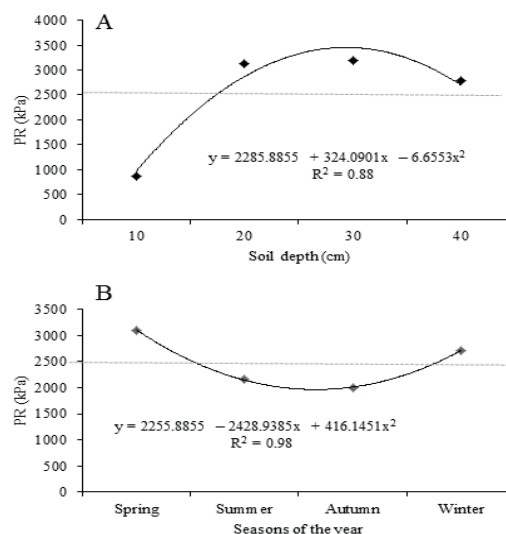 A
4000
3500
3000
2500
2000
1500
1000
500
0
PR (kPa)
y = 2285.8855 + 324.0901x − 6.6553x²
R² = 0.88
10 20 30 40
Soil depth (cm)
B
3500
3000
2500
2000
1500
1000
500
0
PR (kPa)
y = 2255.8855 − 2428.9385x + 416.1451x²
R² = 0.98
Spring Summer Autumn Winter
Seasons of the year